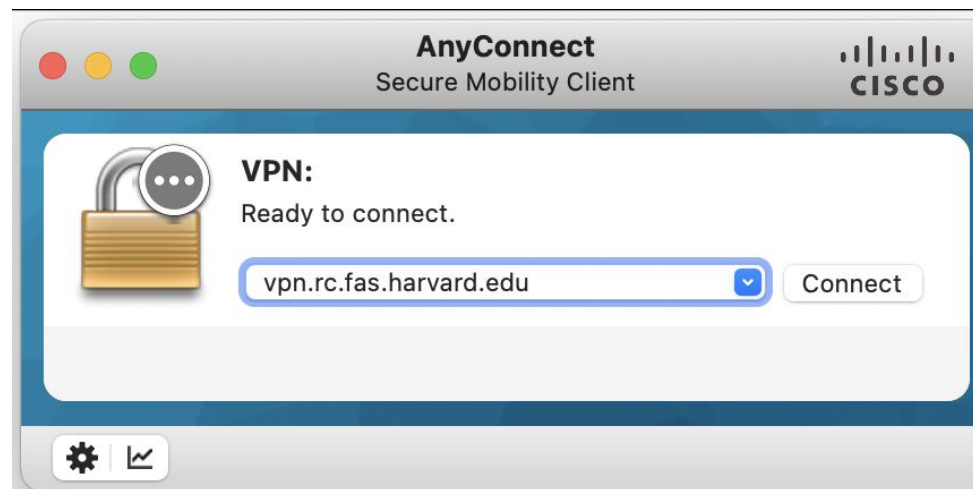 AnyConnect
Secure Mobility Client
CISCO
VPN:
Ready to connect.
vpn.rc.fas.harvard.edu
Connect